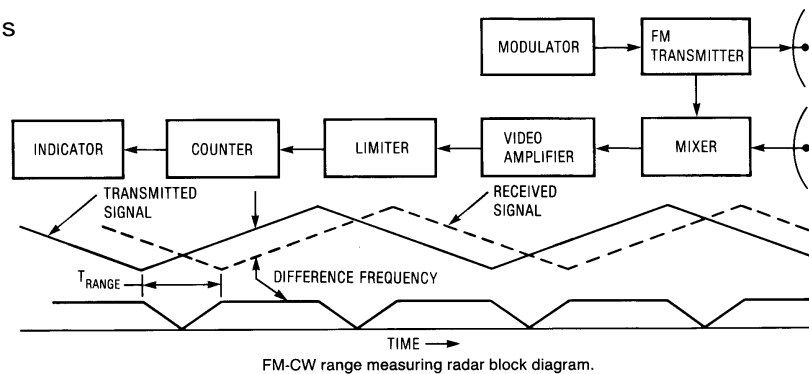 s
MODULATOR
FM
TRANSMITTER
INDICATOR
COUNTER
LIMITER
VIDEO
AMPLIFIER
MIXER
TRANSMITTED
SIGNAL
RECEIVED
SIGNAL
TRANGE
DIFFERENCE FREQUENCY
TIME
FM-CW range measuring radar block diagram.